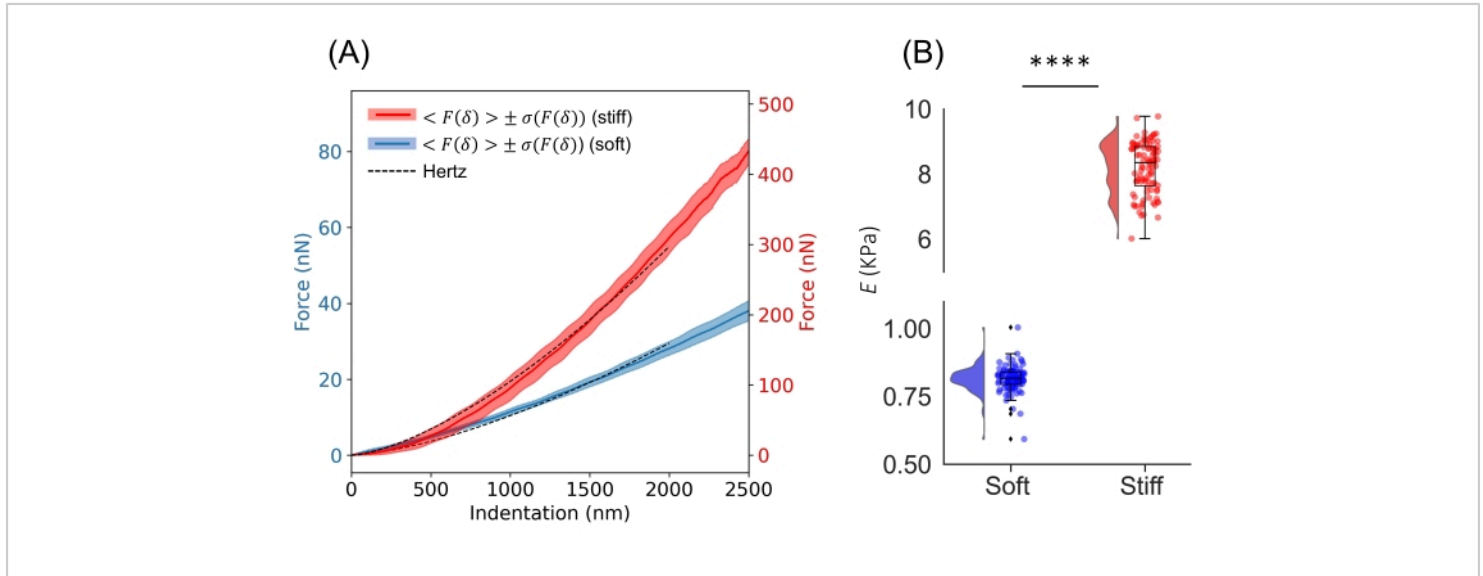 (A)
< F(δ) > ± σ(F(δ)) (stiff)
< F(δ) > ± σ(F(δ)) (soft)
Hertz
Force (nN)
80
60
40
20
0
500
400
300
200
100
0
Force (nN)
0 500 1000 1500 2000 2500
Indentation (nm)
(B)
****
E (KPa)
10
8
6
1.00
0.75
0.50
Soft Stiff